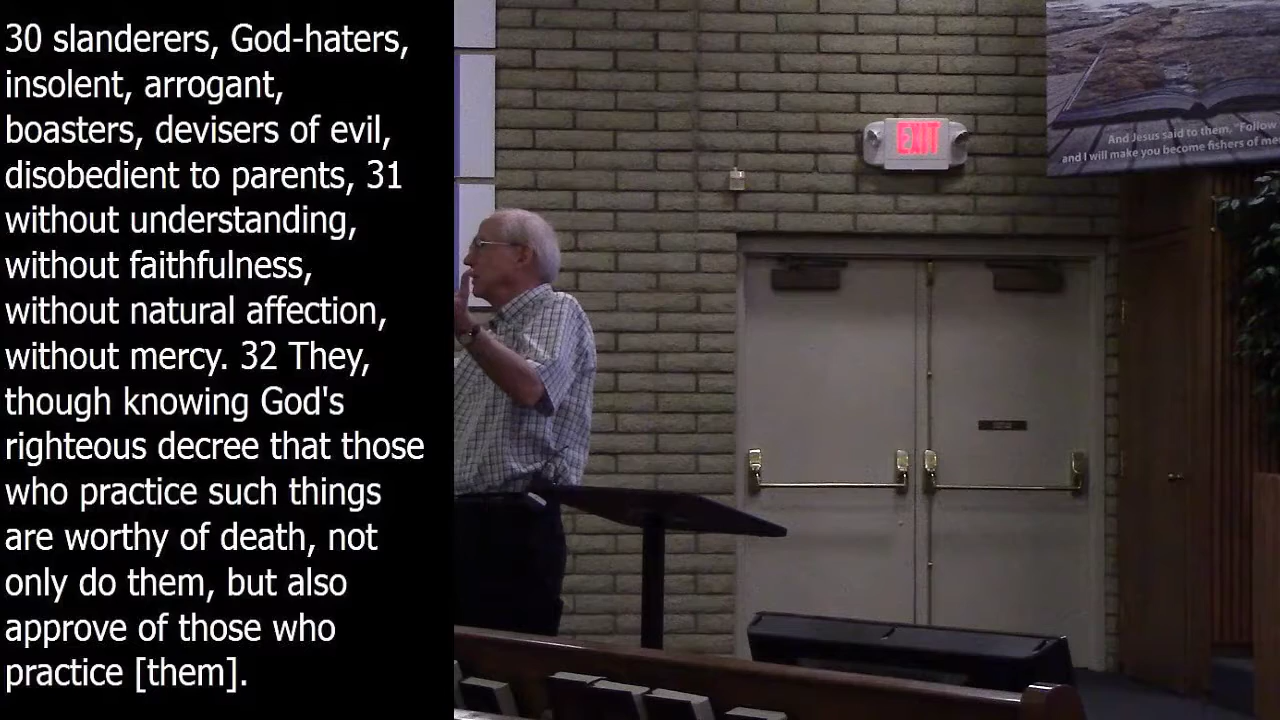 30 slanderers, God-haters,
insolent, arrogant,
boasters, devisers of evil,
disobedient to parents, 31
without understanding,
without faithfulness,
without natural affection,
without mercy. 32 They,
though knowing God's
righteous decree that those
who practice such things
are worthy of death, not
only do them, but also
approve of those who
practice [them].
EXIT
And Jesus said to them, "Follow
and I will make you become fishers of me